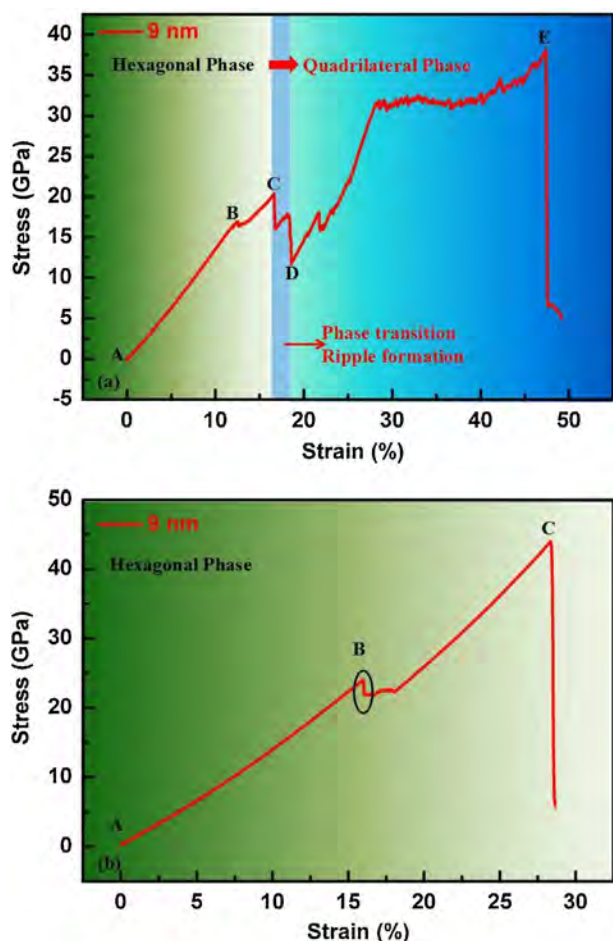 40
35
30
25
20
15
10
5
0
-5
Stress (GPa)
9 nm
Hexagonal Phase
Quadrilateral Phase
A
B
C
D
E
Phase transition
Ripple formation
(a)
0 10 20 30 40 50
Strain (%)
50
40
30
20
10
0
Stress (GPa)
9 nm
Hexagonal Phase
A
B
C
(b)
0 5 10 15 20 25 30
Strain (%)